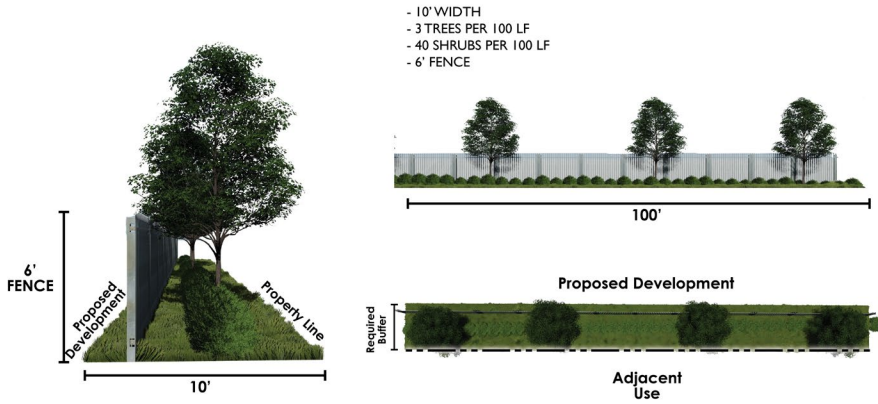 - 10' WIDTH
- 3 TREES PER 100 LF
- 40 SHRUBS PER 100 LF
- 6' FENCE
100'
6'
FENCE
Proposed
Development
Property Line
10'
Proposed Development
Required
Buffer
Adjacent
Use